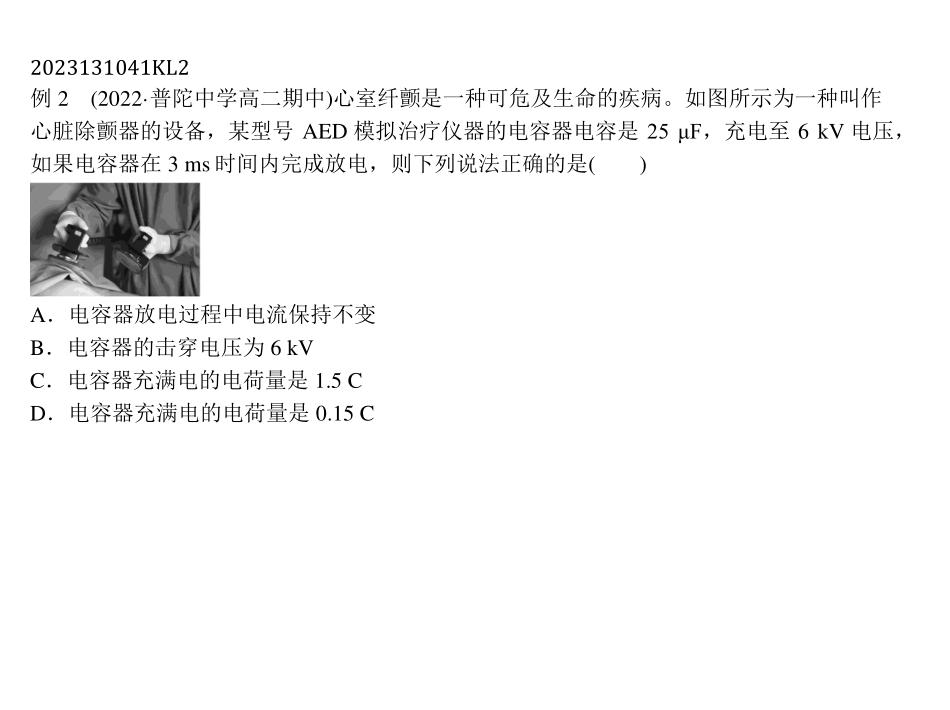 2023131041KL2
例 2 (2022·普陀中学高二期中)心室纤颤是一种可危及生命的疾病。如图所示为一种叫作
心脏除颤器的设备，某型号 AED 模拟治疗仪器的电容器电容是 25 μF，充电至 6 kV 电压，
如果电容器在 3 ms 时间内完成放电，则下列说法正确的是( )
A．电容器放电过程中电流保持不变
B．电容器的击穿电压为 6 kV
C．电容器充满电的电荷量是 1.5 C
D．电容器充满电的电荷量是 0.15 C